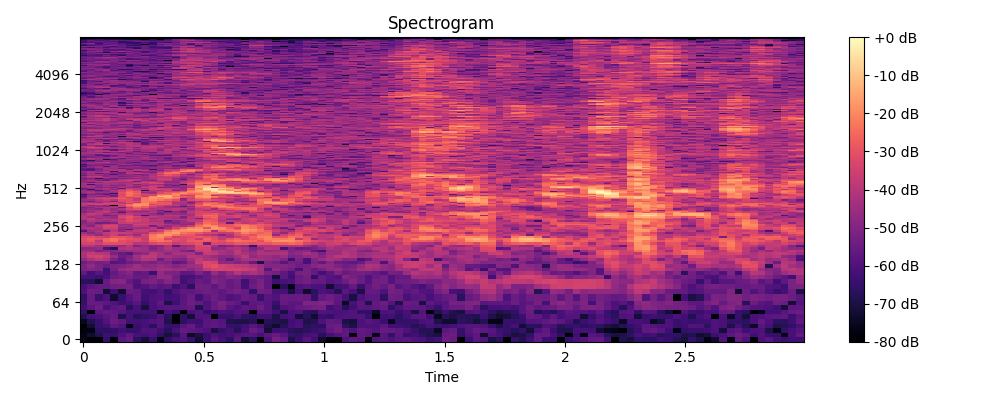 Spectrogram
+0 dB
4096
-10 dB
2048
-20 dB
1024
-30 dB
Hz
512
-40 dB
256
-50 dB
128
-60 dB
64
-70 dB
0
-80 dB
0 0.5 1 1.5 2 2.5
Time